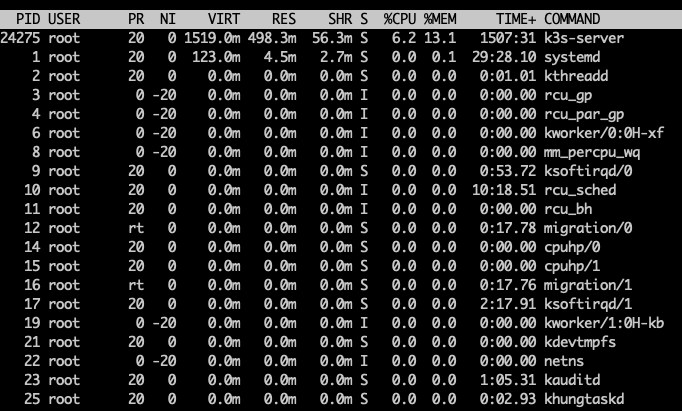 PID USER PR NI VIRT RES SHR S %CPU %MEM TIME+ COMMAND
24275 root 20 0 1519.0m 498.3m 56.3m S 6.2 13.1 1507:31 k3s-server
1 root 20 0 123.0m 4.5m 2.7m S 0.0 0.1 29:28.10 systemd
2 root 20 0 0.0m 0.0m 0.0m S 0.0 0.0 0:01.01 kthreadd
3 root 0 -20 0.0m 0.0m 0.0m I 0.0 0.0 0:00.00 rcu_gp
4 root 0 -20 0.0m 0.0m 0.0m I 0.0 0.0 0:00.00 rcu_par_gp
6 root 0 -20 0.0m 0.0m 0.0m I 0.0 0.0 0:00.00 kworker/0:0H-xf
8 root 0 -20 0.0m 0.0m 0.0m I 0.0 0.0 0:00.00 mm_percpu_wq
9 root 20 0 0.0m 0.0m 0.0m S 0.0 0.0 0:53.72 ksoftirqd/0
10 root 20 0 0.0m 0.0m 0.0m I 0.0 0.0 10:18.51 rcu_sched
11 root 20 0 0.0m 0.0m 0.0m I 0.0 0.0 0:00.00 rcu_bh
12 root rt 0 0.0m 0.0m 0.0m S 0.0 0.0 0:17.78 migration/0
14 root 20 0 0.0m 0.0m 0.0m S 0.0 0.0 0:00.00 cpuhp/0
15 root 20 0 0.0m 0.0m 0.0m S 0.0 0.0 0:00.00 cpuhp/1
16 root rt 0 0.0m 0.0m 0.0m S 0.0 0.0 0:17.76 migration/1
17 root 20 0 0.0m 0.0m 0.0m S 0.0 0.0 2:17.91 ksoftirqd/1
19 root 0 -20 0.0m 0.0m 0.0m I 0.0 0.0 0:00.00 kworker/1:0H-kb
21 root 20 0 0.0m 0.0m 0.0m S 0.0 0.0 0:00.00 kdevtmpfs
22 root 0 -20 0.0m 0.0m 0.0m I 0.0 0.0 0:00.00 netns
23 root 20 0 0.0m 0.0m 0.0m S 0.0 0.0 1:05.31 kauditd
25 root 20 0 0.0m 0.0m 0.0m S 0.0 0.0 0:02.93 khungtaskd